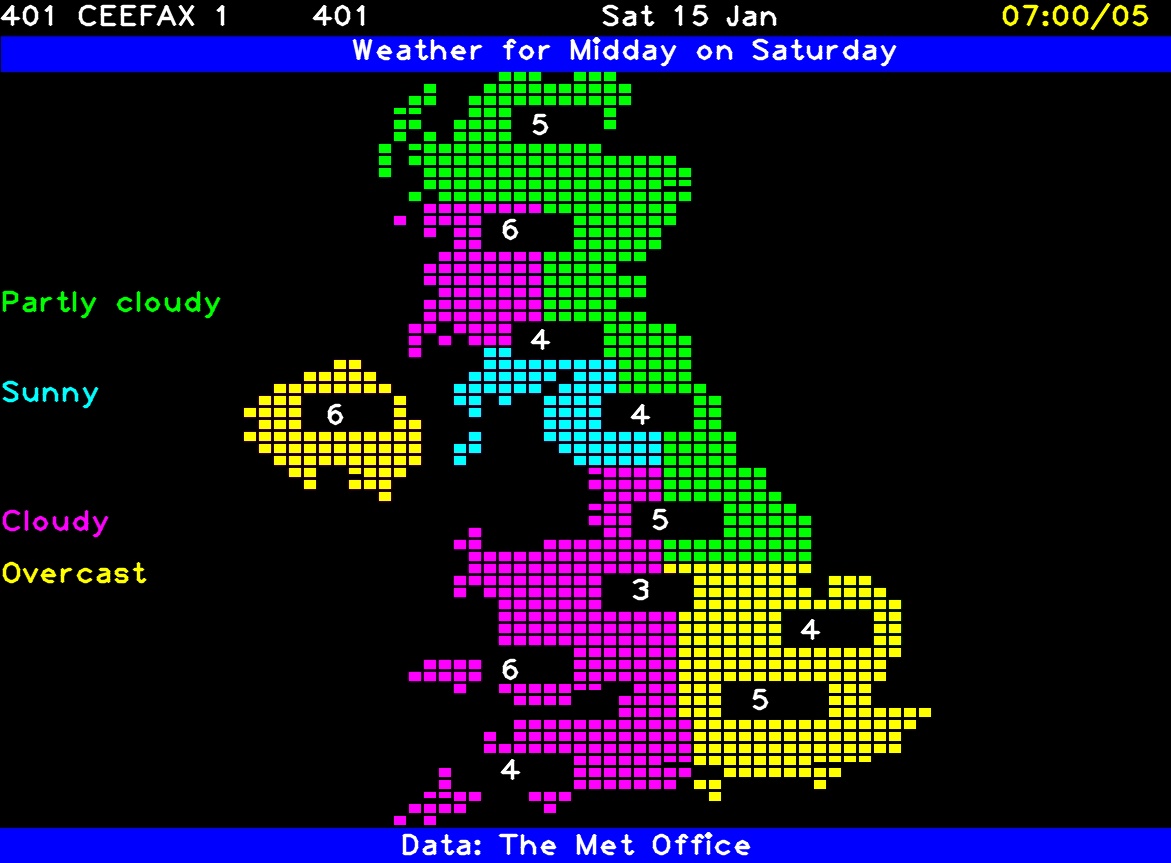 401 CEEFAX 1 401 Sat 15 Jan 07:00/05
Weather for Midday on Saturday
5
6
Partly cloudy
4
Sunny
6 4
Cloudy 5
Overcast
3
4
6
5
4
Data: The Met Office